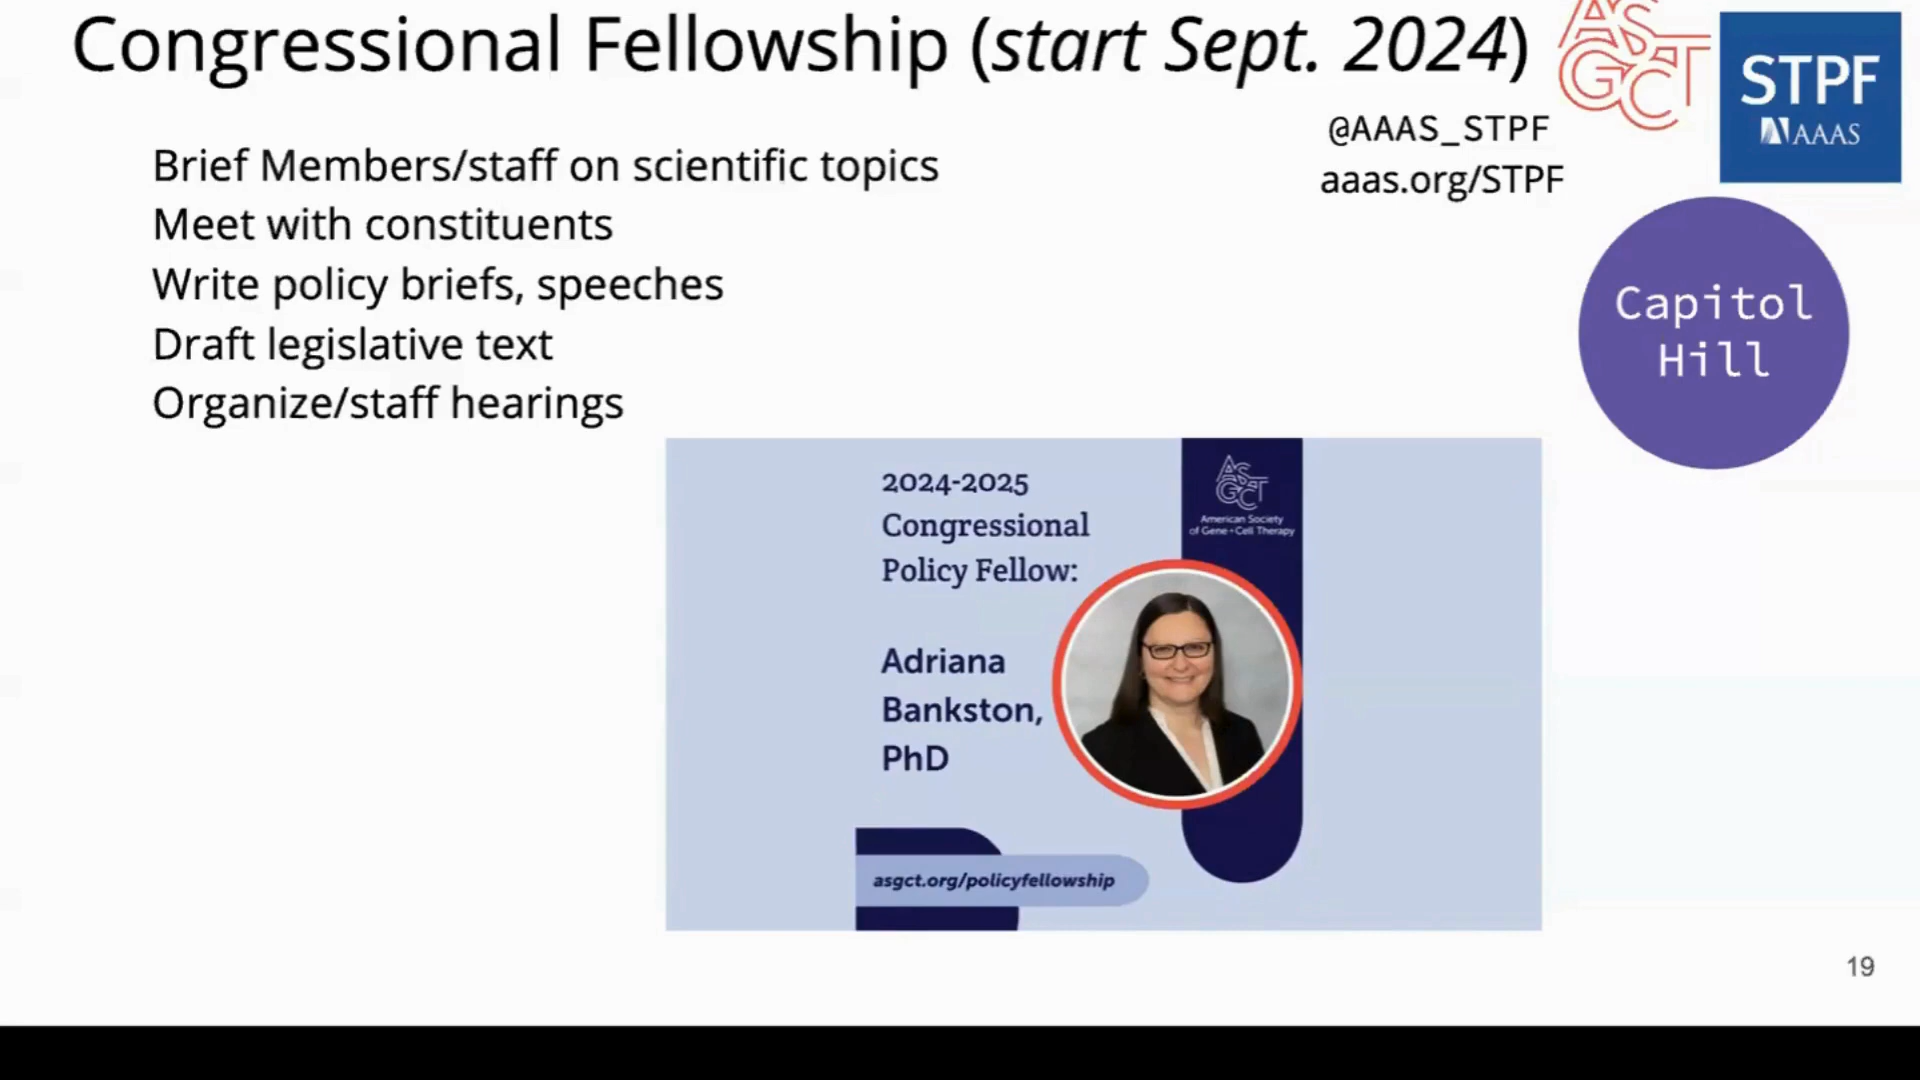 Congressional Fellowship (start Sept. 2024)
ASGCT
STPF
AAAS
@AAAS_STPF
aaas.org/STPF
Brief Members/staff on scientific topics
Meet with constituents
Write policy briefs, speeches
Draft legislative text
Organize/staff hearings
Capitol
Hill
2024-2025
Congressional
Policy Fellow:
Adriana
Bankston,
PhD
ASGCT
American Society
of Gene+Cell Therapy
asgct.org/policyfellowship
19